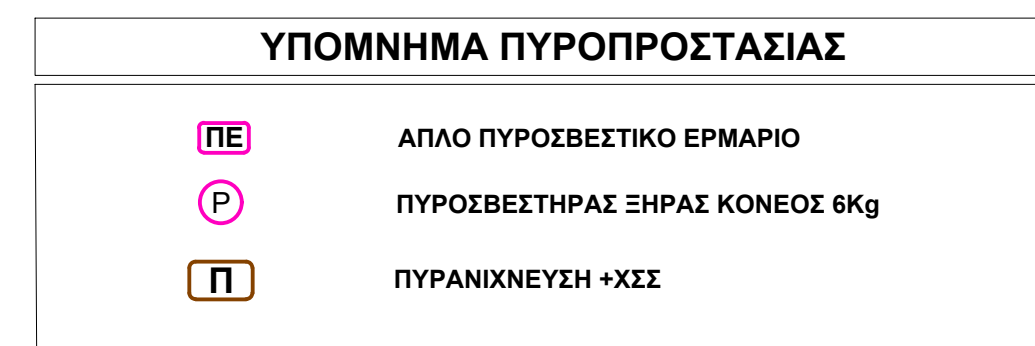 ΥΠΟΜΝΗΜΑ ΠΥΡΟΠΡΟΣΤΑΣΙΑΣ
ΠΕ ΑΠΛΟ ΠΥΡΟΣΒΕΣΤΙΚΟ ΕΡΜΑΡΙΟ
P ΠΥΡΟΣΒΕΣΤΗΡΑΣ ΞΗΡΑΣ ΚΟΝΕΟΣ 6Kg
Π ΠΥΡΑΝΙΧΝΕΥΣΗ +ΧΣΣ